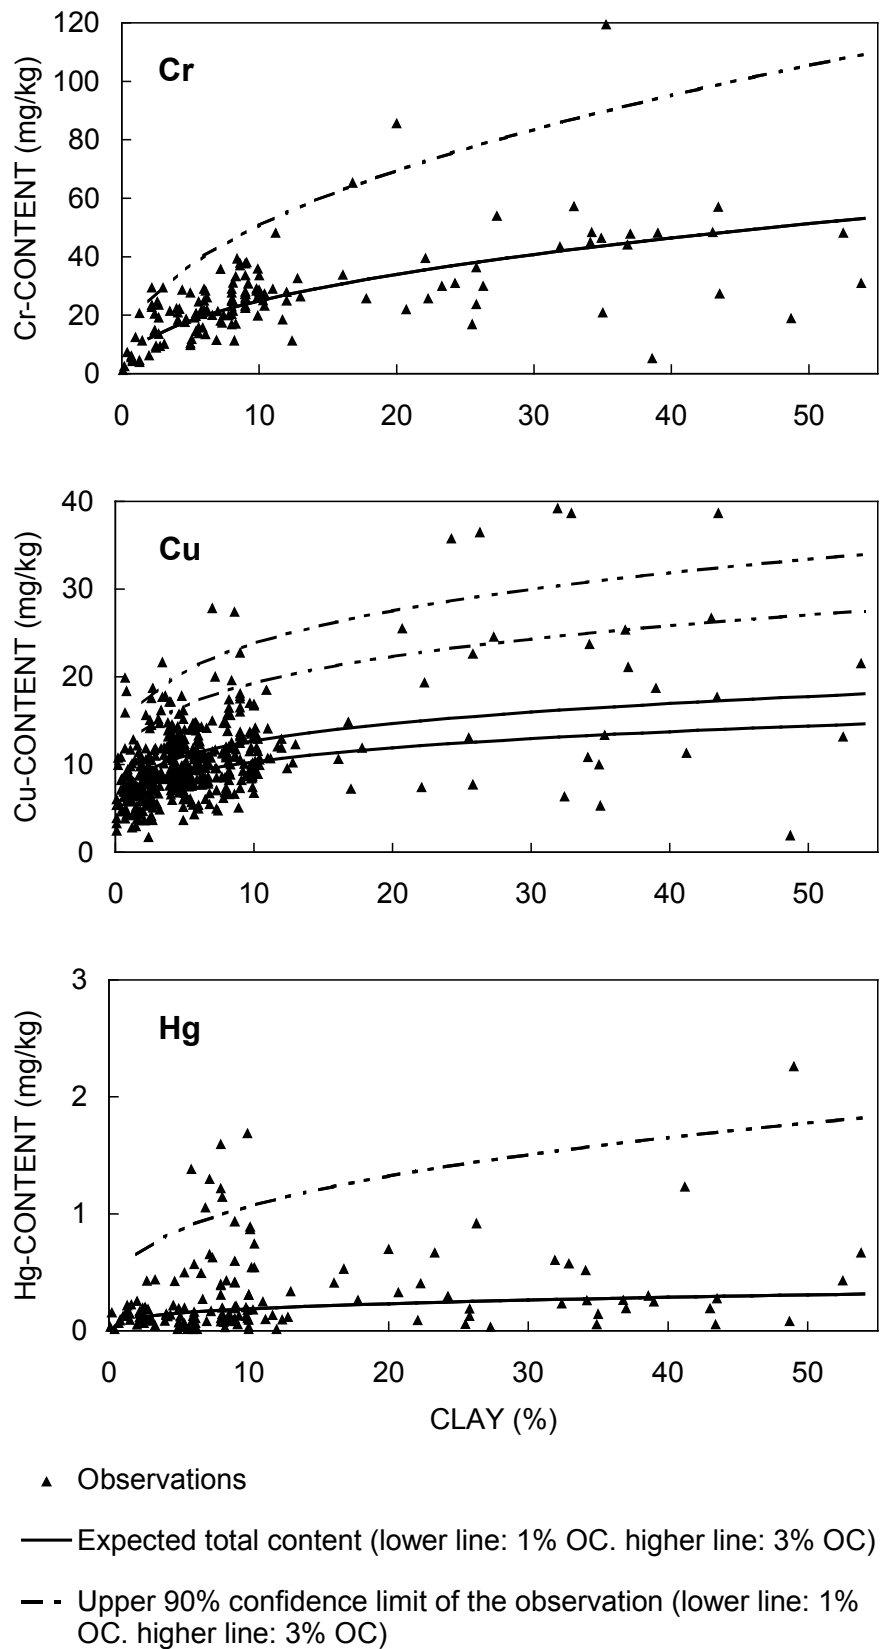 120
Cr
100
80
60
40
20
0
Cr-CONTENT (mg/kg)
0 10 20 30 40 50
40
Cu
30
20
10
0
Cu-CONTENT (mg/kg)
0 10 20 30 40 50
3
Hg
2
1
0
Hg-CONTENT (mg/kg)
0 10 20 30 40 50
CLAY (%)
Observations
Expected total content (lower line: 1% OC. higher line: 3% OC)
Upper 90% confidence limit of the observation (lower line: 1%
OC. higher line: 3% OC)